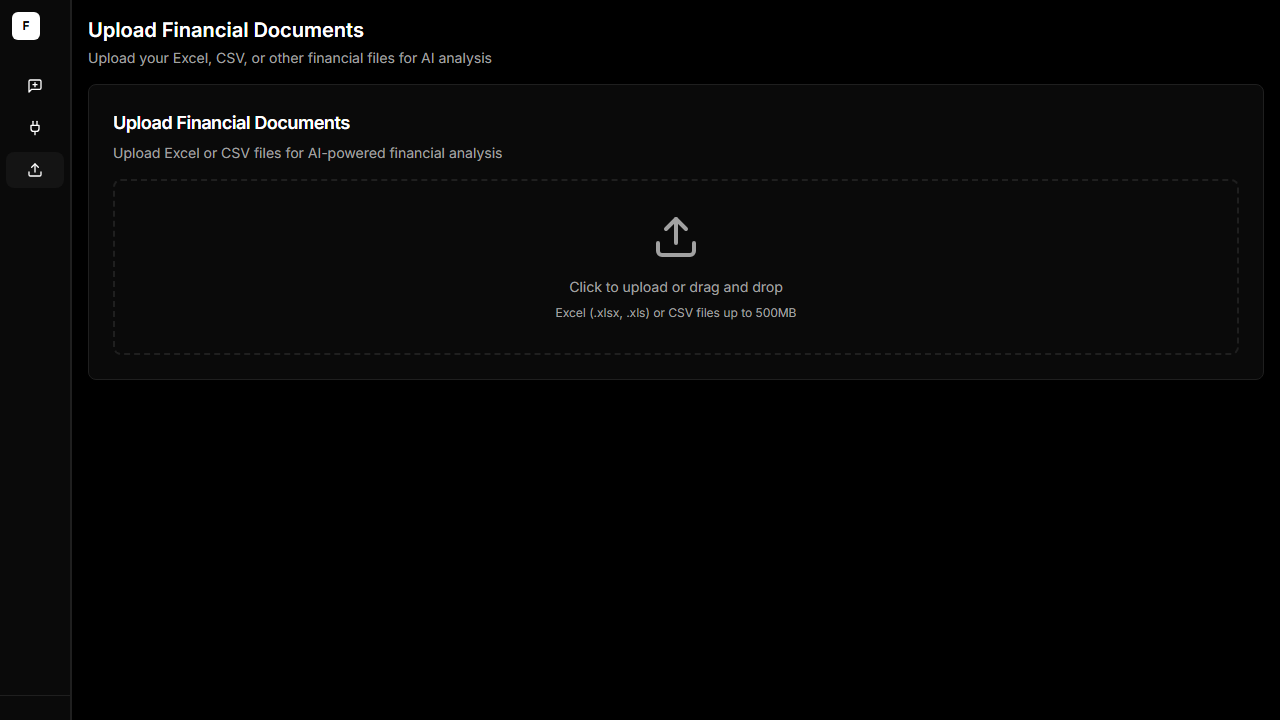 F
Upload Financial Documents
Upload your Excel, CSV, or other financial files for AI analysis
Upload Financial Documents
Upload Excel or CSV files for AI-powered financial analysis
Click to upload or drag and drop
Excel (.xlsx, .xls) or CSV files up to 500MB